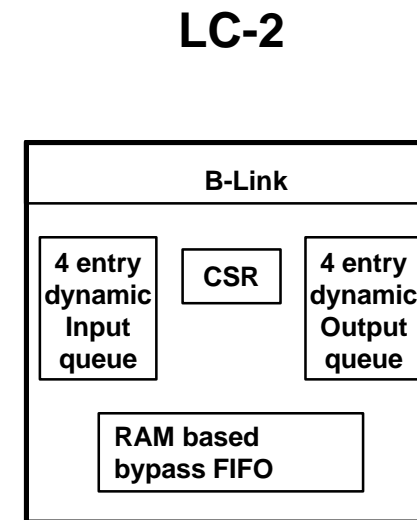 LC-2
B-Link
4 entry
dynamic
Input
queue
CSR
4 entry
dynamic
Output
queue
RAM based
bypass FIFO